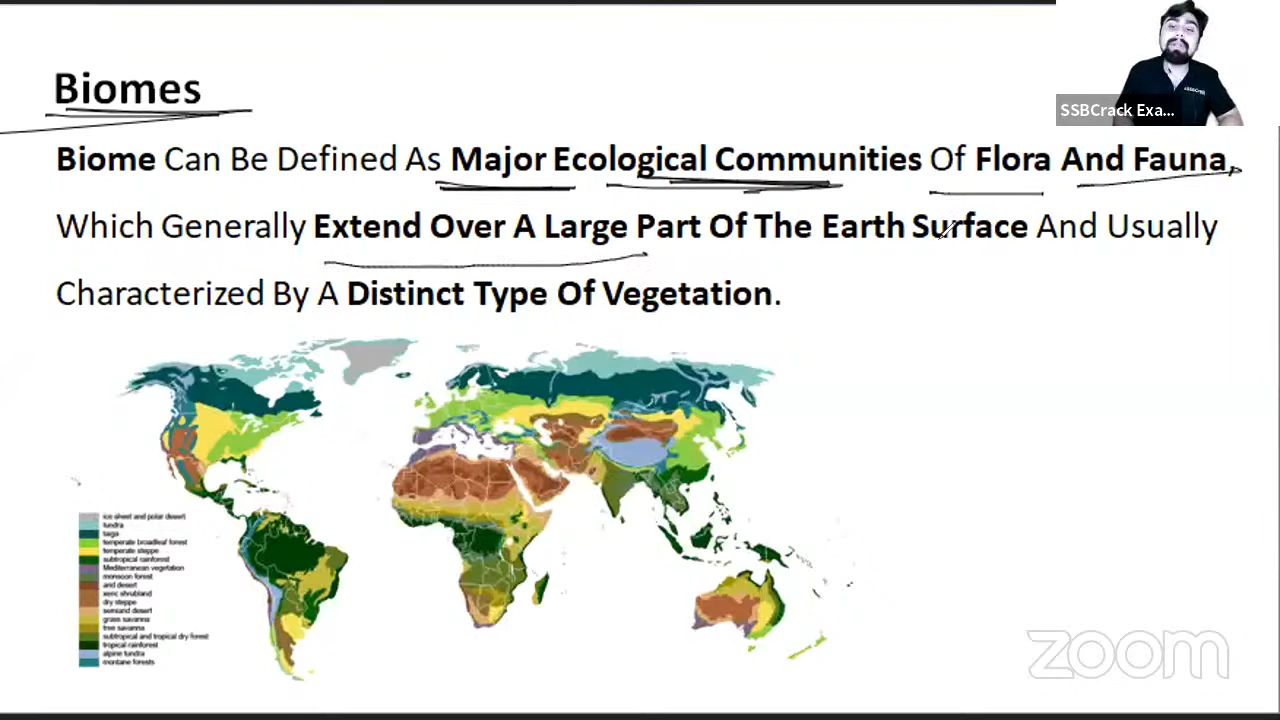 Biomes
SSBCrack Exa...
Biome Can Be Defined As Major Ecological Communities Of Flora And Fauna,
Which Generally Extend Over A Large Part Of The Earth Surface And Usually
Characterized By A Distinct Type Of Vegetation.
ice sheet and polar desert
tundra
taiga
temperate broadleaf forest
temperate steppe
subtropical rainforest
Mediterranean vegetation
monsoon forest
arid desert
xeric shrubland
dry steppe
semiarid desert
grass savanna
tree savanna
subtropical and tropical dry forest
tropical rainforest
alpine tundra
montane forests
zoom